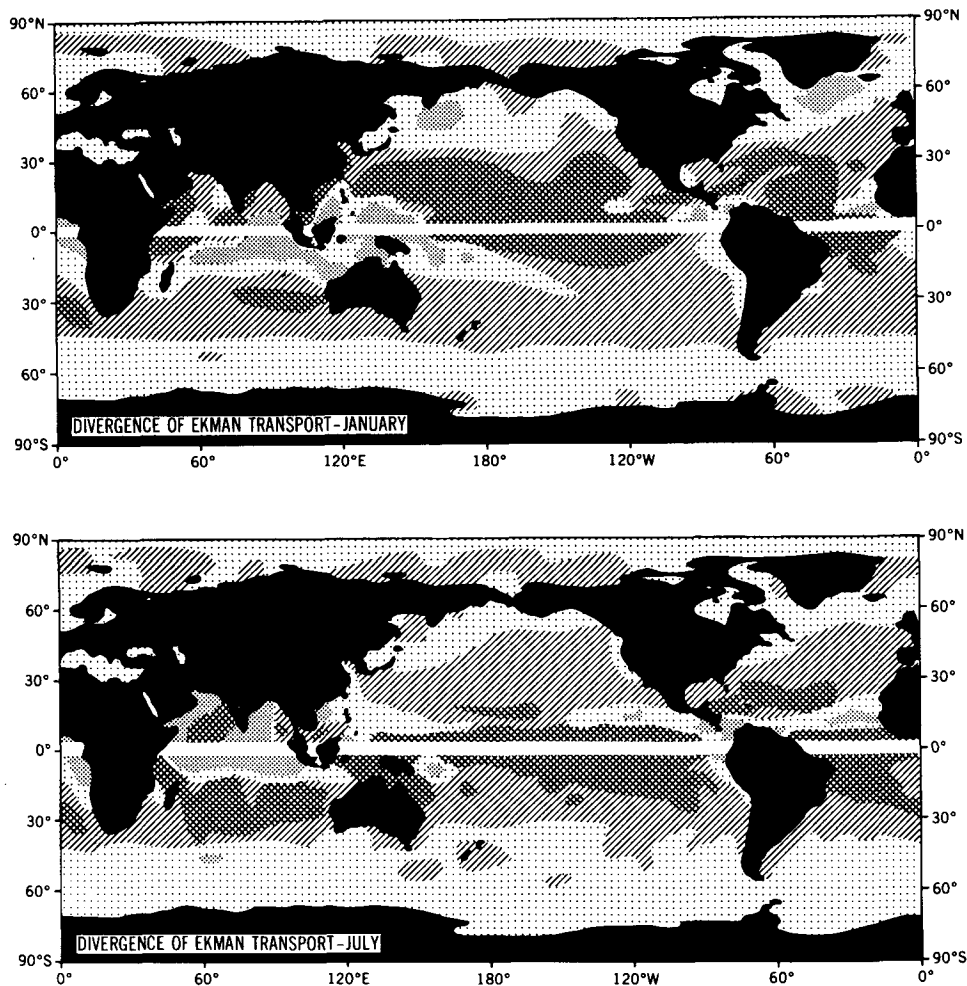 90°N 90°N
60° 60°
30° 30°
0° 0°
30° 30°
60° 60°
DIVERGENCE OF EKMAN TRANSPORT-JANUARY
90°S 90°S
0° 60° 120°E 180° 120°W 60° 0°
90°N 90°N
60° 60°
30° 30°
0° 0°
30° 30°
60° 60°
DIVERGENCE OF EKMAN TRANSPORT-JULY
90°S 90°S
0° 60° 120°E 180° 120°W 60° 0°